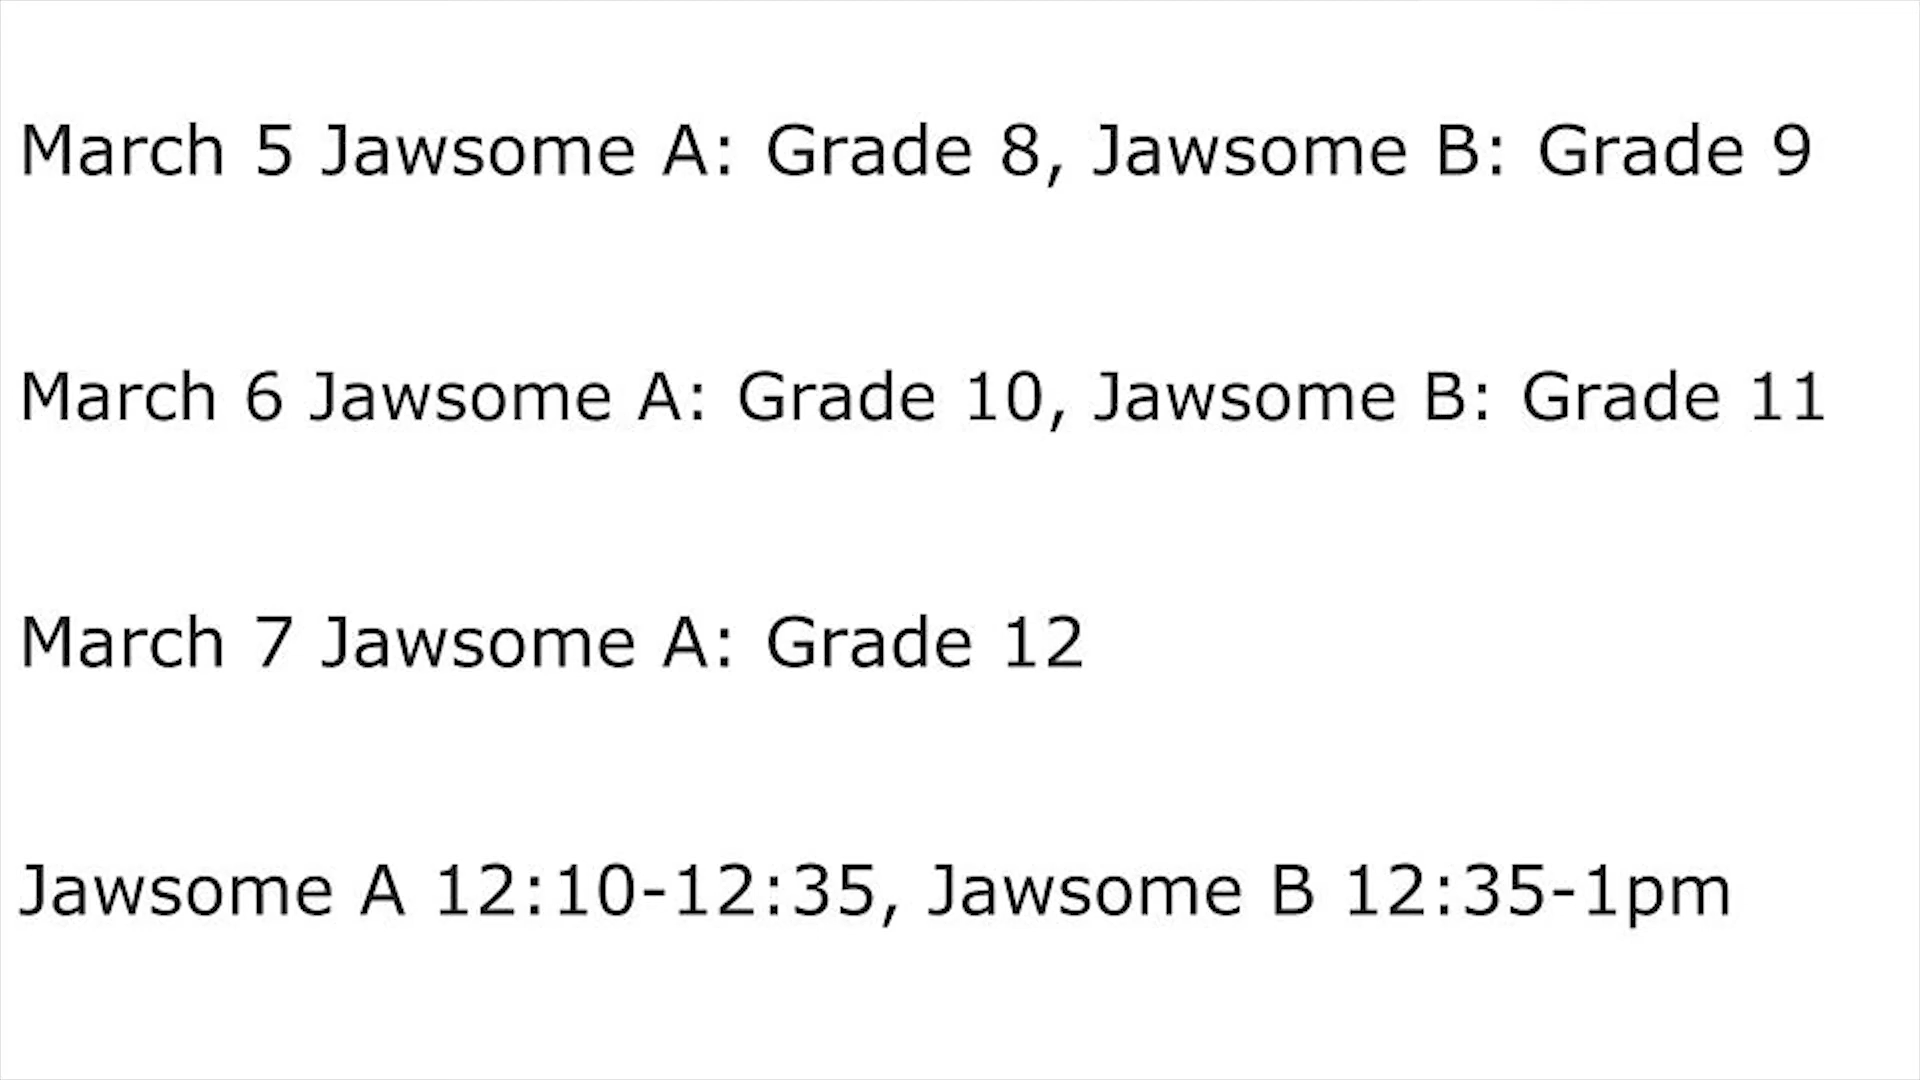 March 5 Jawsome A: Grade 8, Jawsome B: Grade 9
March 6 Jawsome A: Grade 10, Jawsome B: Grade 11
March 7 Jawsome A: Grade 12
Jawsome A 12:10-12:35, Jawsome B 12:35-1pm